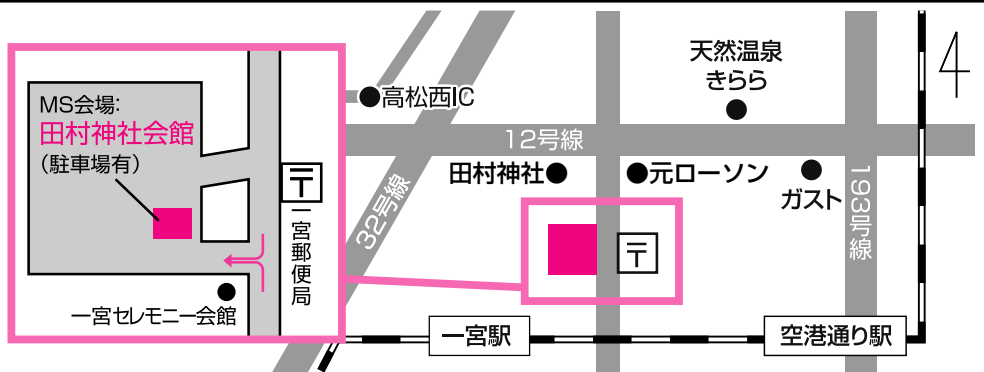 MS会場:
田村神社会館
(駐車場有)
〒
一宮郵便局
一宮セレモニー会館
高松西IC
32号線
12号線
田村神社
元ローソン
天然温泉
きらら
ガスト
193号線
〒
一宮駅
空港通り駅